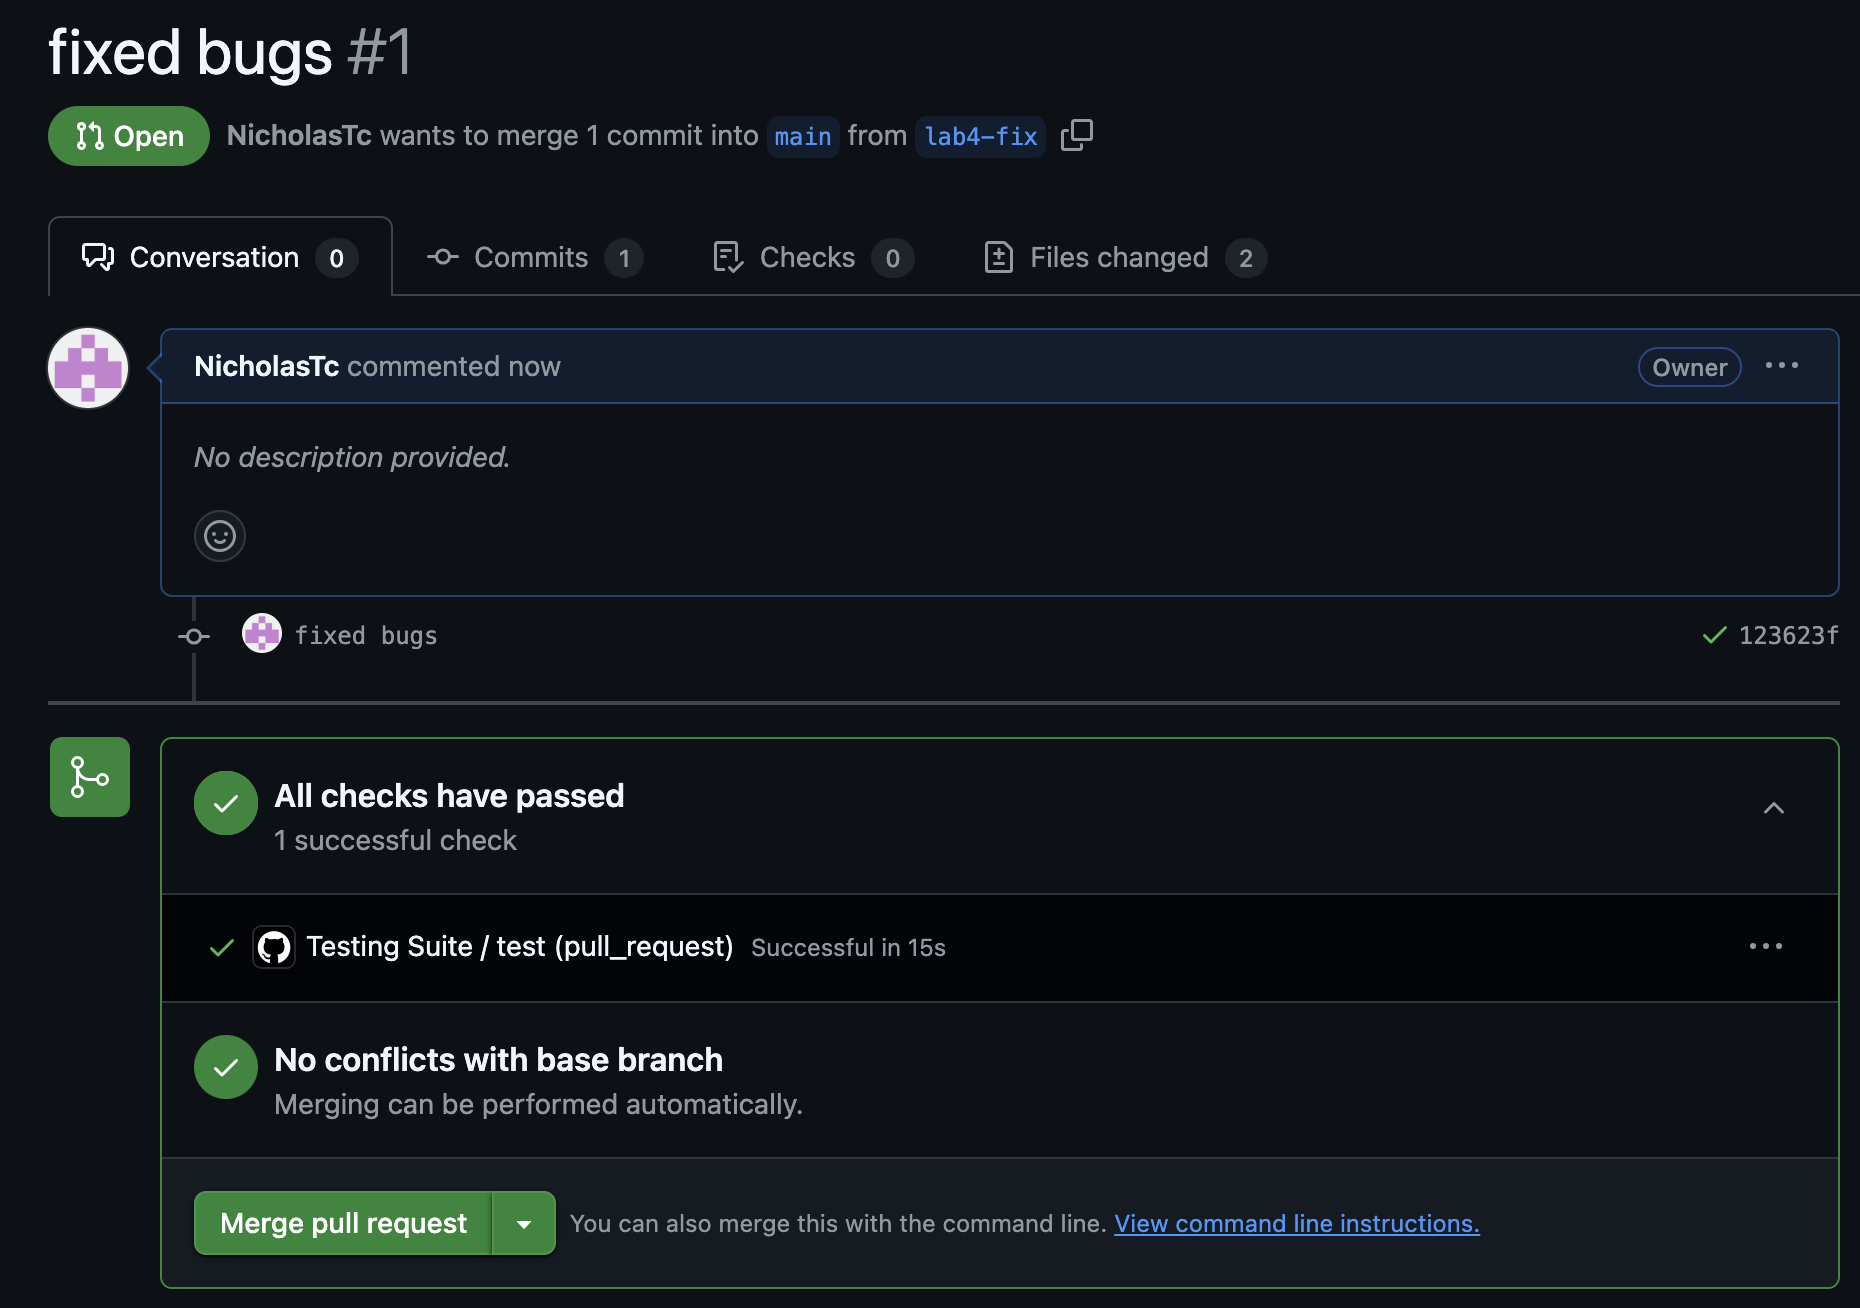 fixed bugs #1
Open NicholasTc wants to merge 1 commit into main from lab4-fix
Conversation 0 Commits 1 Checks 0 Files changed 2
NicholasTc commented now Owner
No description provided.
fixed bugs 123623f
All checks have passed
1 successful check
Testing Suite / test (pull_request) Successful in 15s
No conflicts with base branch
Merging can be performed automatically.
Merge pull request You can also merge this with the command line. View command line instructions.